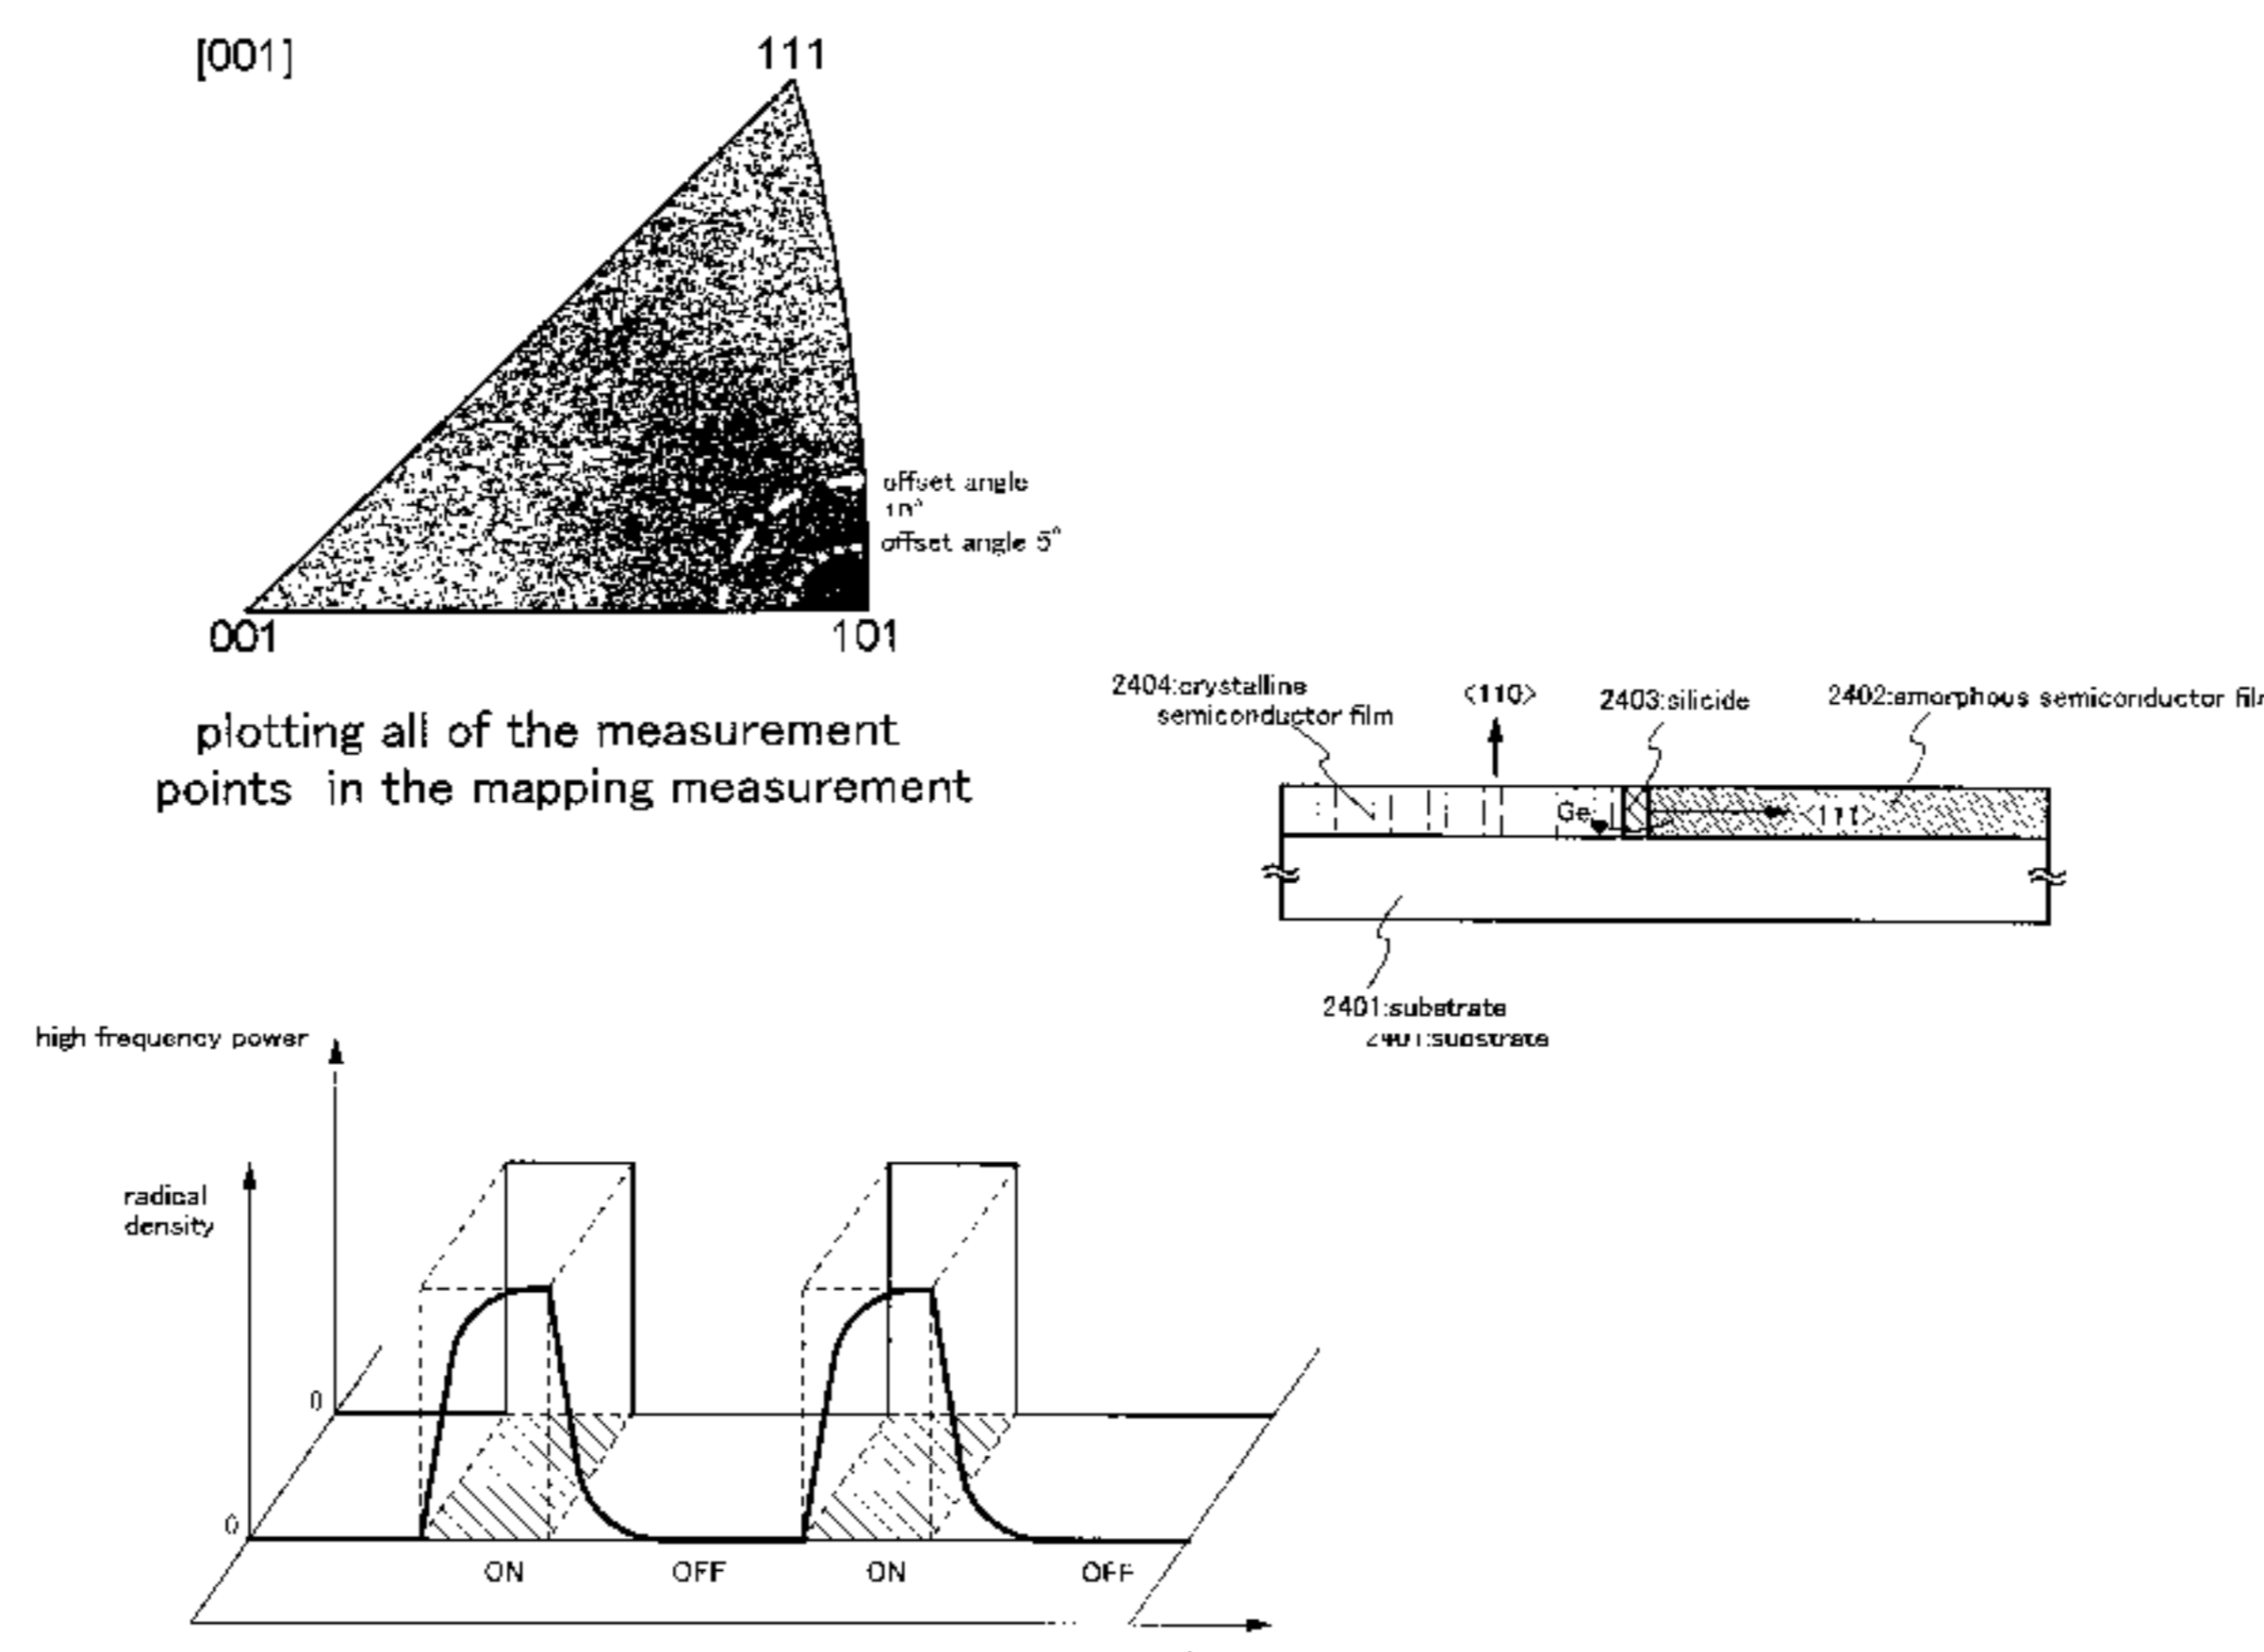 [001]
111
offset angle
10°
offset angle 5°
001
101
plotting all of the measurement
points in the mapping measurement
2404:crystalline
semiconductor film
<110>
2403:silicide
2402:amorphous semiconductor
Ge
<111>
2401:substrate
2401:substrate
high frequency power
radical
density
0
0
ON
OFF
ON
OFF